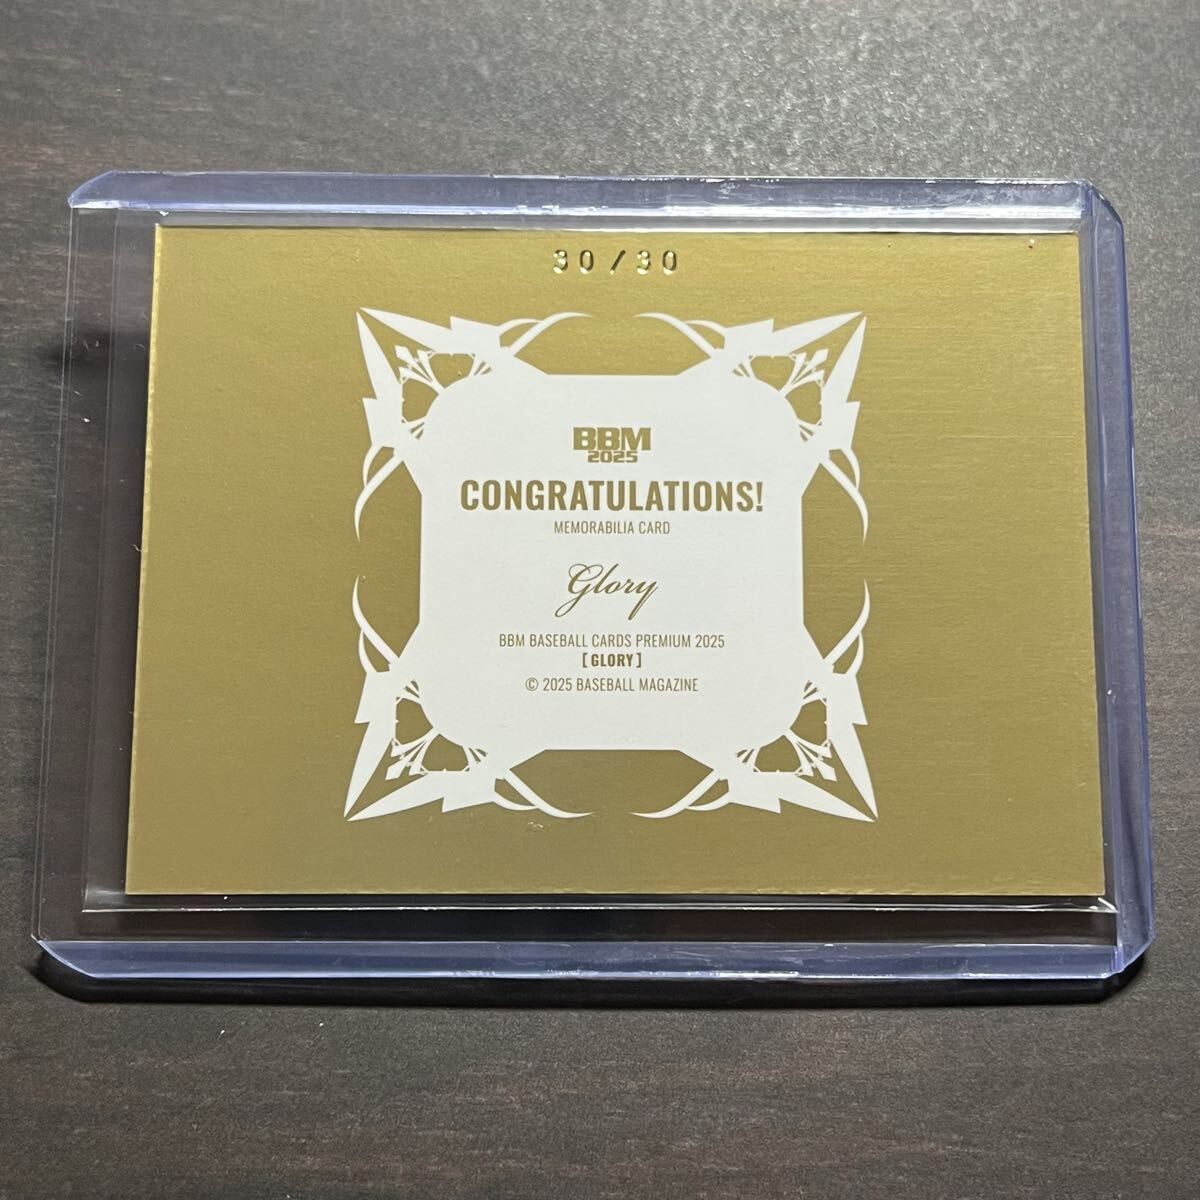 30/30
BBM
2025
CONGRATULATIONS!
MEMORABILIA CARD
Glory
BBM BASEBALL CARDS PREMIUM 2025
[GLORY]
© 2025 BASEBALL MAGAZINE